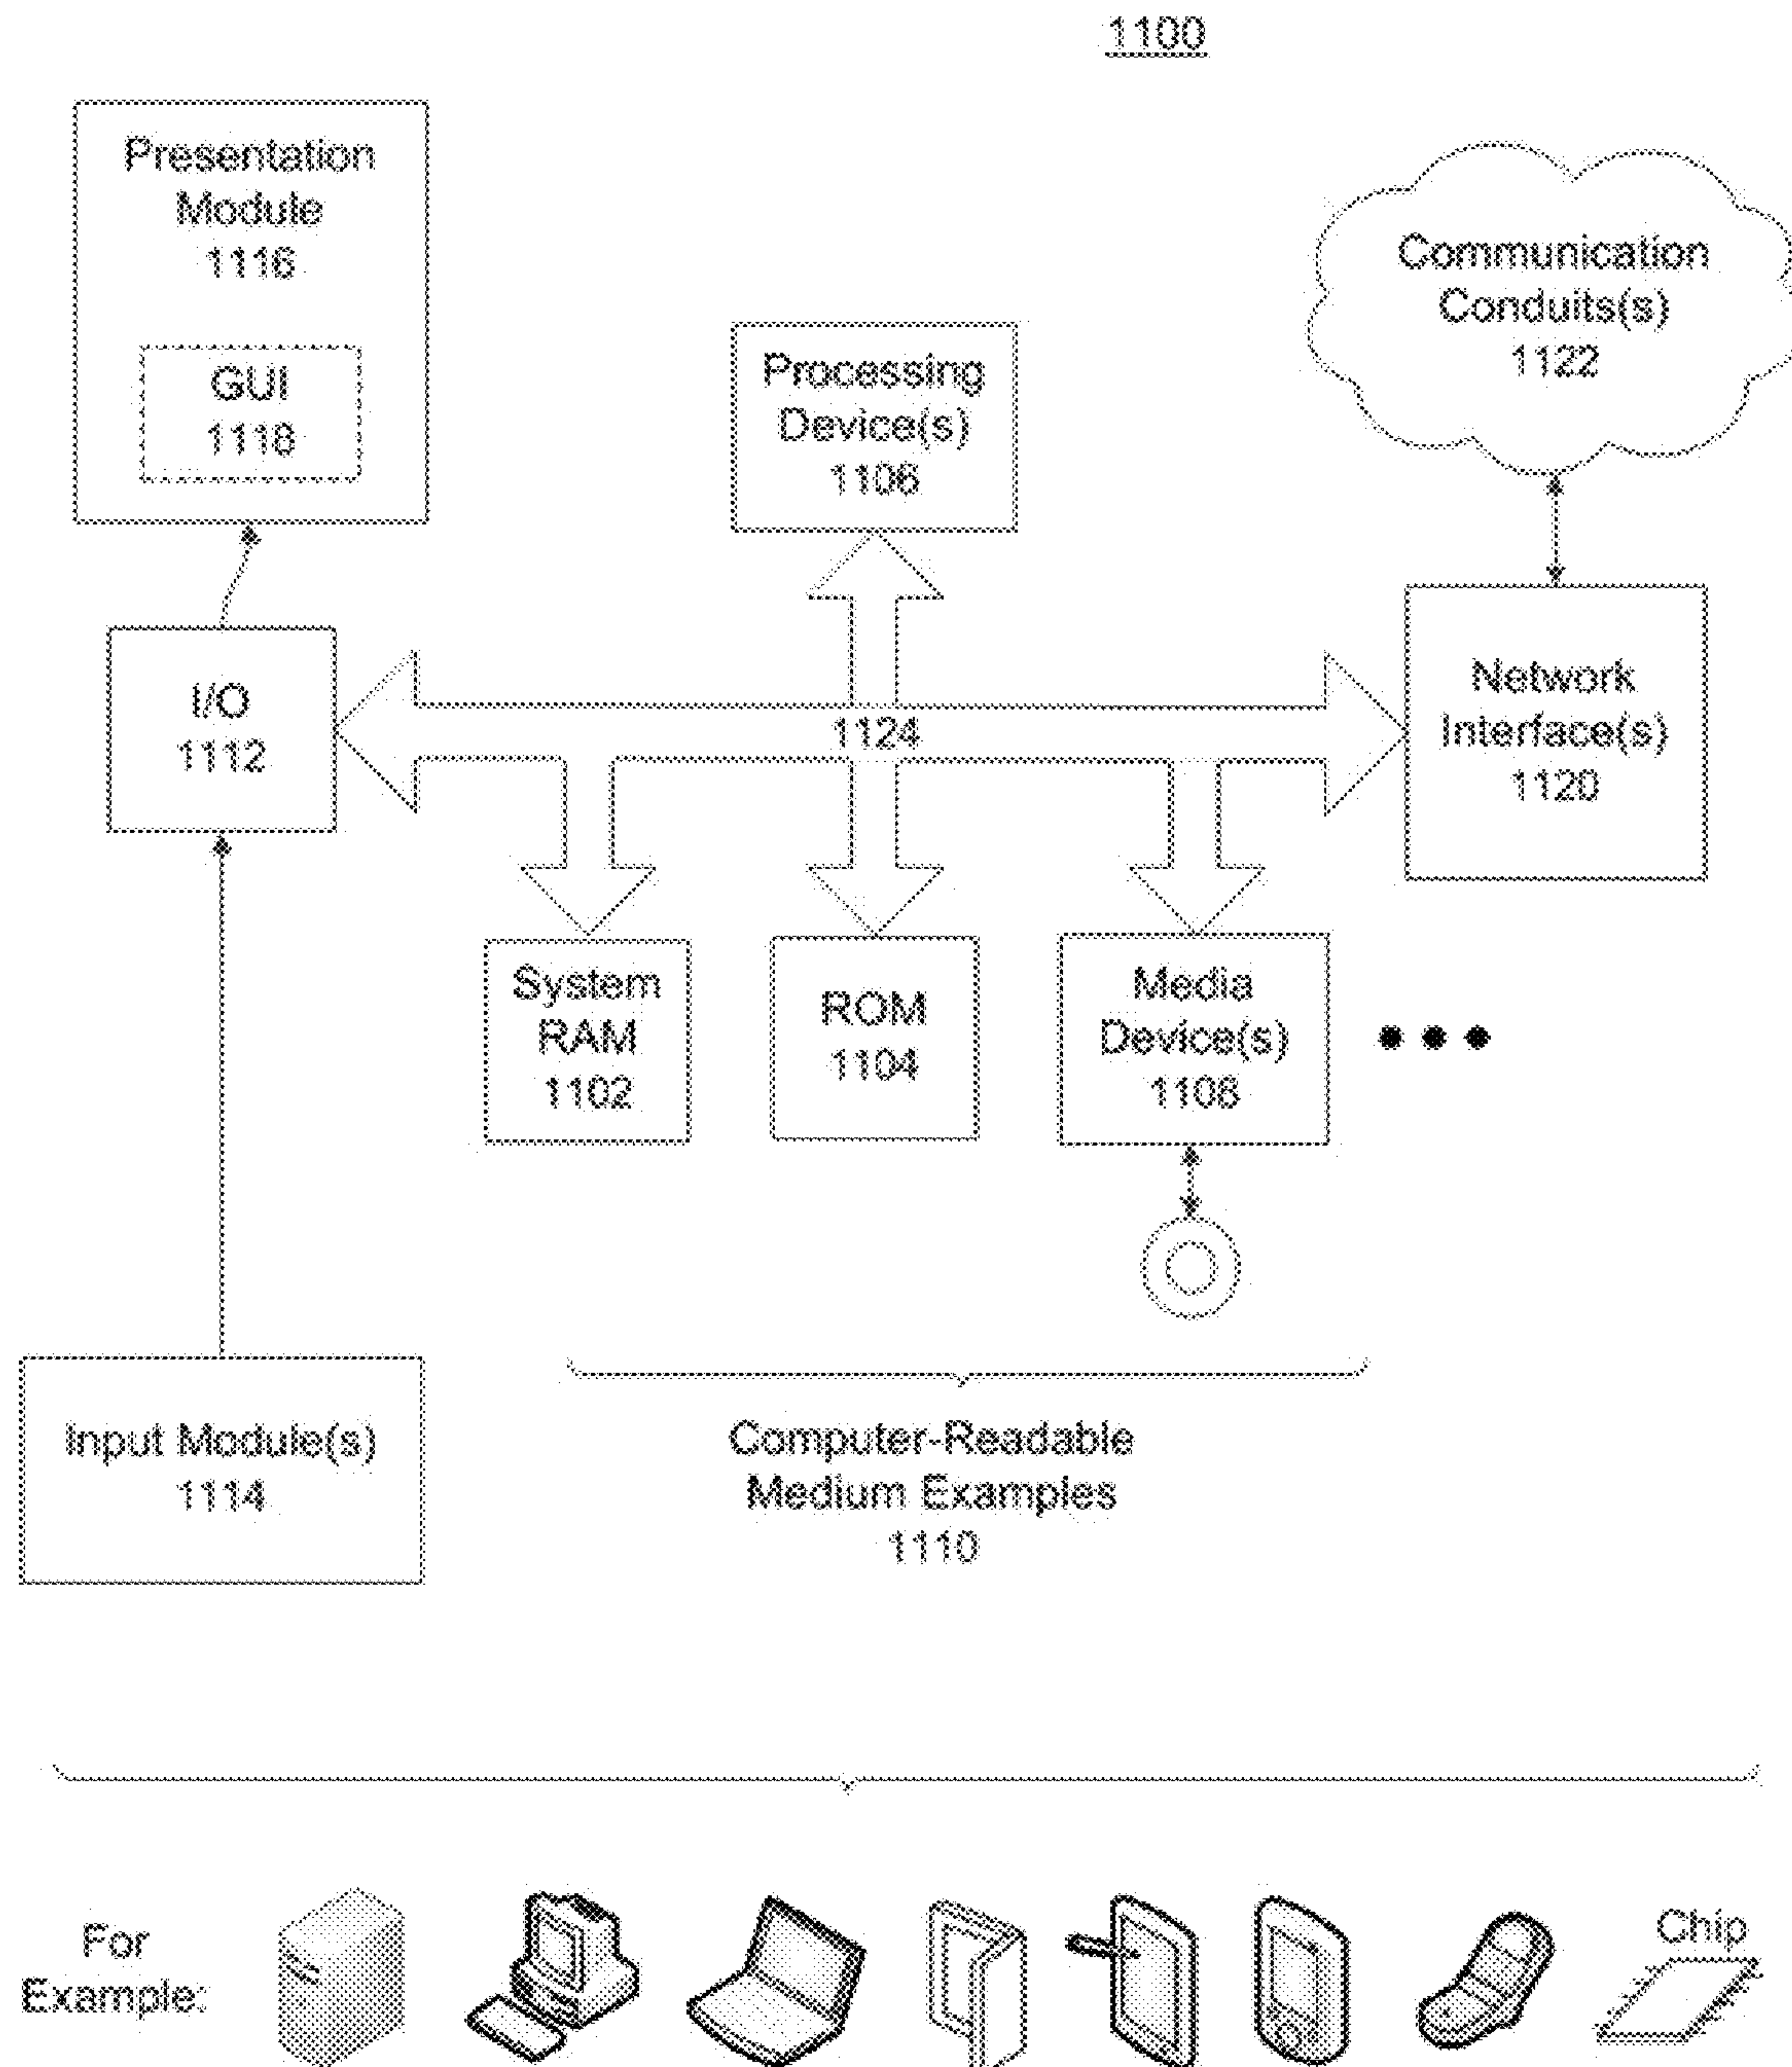 1100
Presentation
Module
1116
GUI
1118
Communication
Conduits(s)
1122
Processing
Device(s)
1106
I/O
1112
1124
Network
Interface(s)
1120
System
RAM
1102
ROM
1104
Media
Device(s)
1108
Input Module(s)
1114
Computer-Readable
Medium Examples
1110
For
Example:
Chip